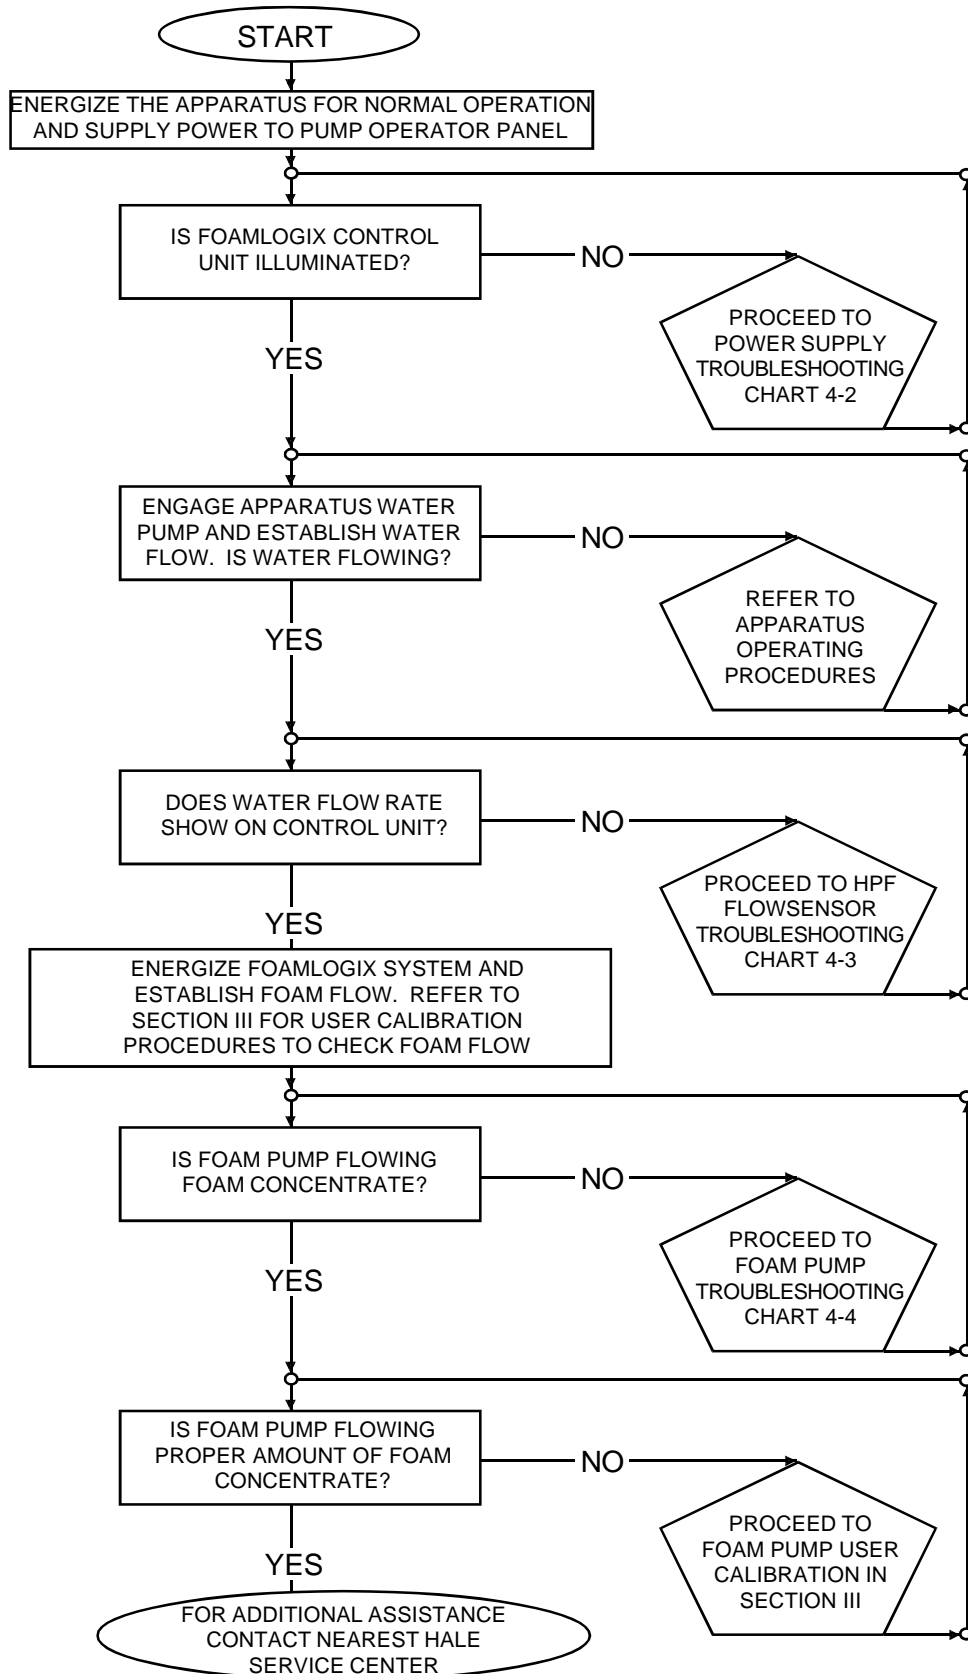 START
ENERGIZE THE APPARATUS FOR NORMAL OPERATION
AND SUPPLY POWER TO PUMP OPERATOR PANEL
IS FOAMLOGIX CONTROL
UNIT ILLUMINATED?
NO
PROCEED TO
POWER SUPPLY
TROUBLESHOOTING
CHART 4-2
YES
ENGAGE APPARATUS WATER
PUMP AND ESTABLISH WATER
FLOW.  IS WATER FLOWING?
NO
REFER TO
APPARATUS
OPERATING
PROCEDURES
YES
DOES WATER FLOW RATE
SHOW ON CONTROL UNIT?
NO
PROCEED TO HPF
FLOWSENSOR
TROUBLESHOOTING
CHART 4-3
YES
ENERGIZE FOAMLOGIX SYSTEM AND
ESTABLISH FOAM FLOW.  REFER TO
SECTION III FOR USER CALIBRATION
PROCEDURES TO CHECK FOAM FLOW
IS FOAM PUMP FLOWING
FOAM CONCENTRATE?
NO
PROCEED TO
FOAM PUMP
TROUBLESHOOTING
CHART 4-4
YES
IS FOAM PUMP FLOWING
PROPER AMOUNT OF FOAM
CONCENTRATE?
NO
PROCEED TO
FOAM PUMP USER
CALIBRATION IN
SECTION III
YES
FOR ADDITIONAL ASSISTANCE
CONTACT NEAREST HALE
SERVICE CENTER